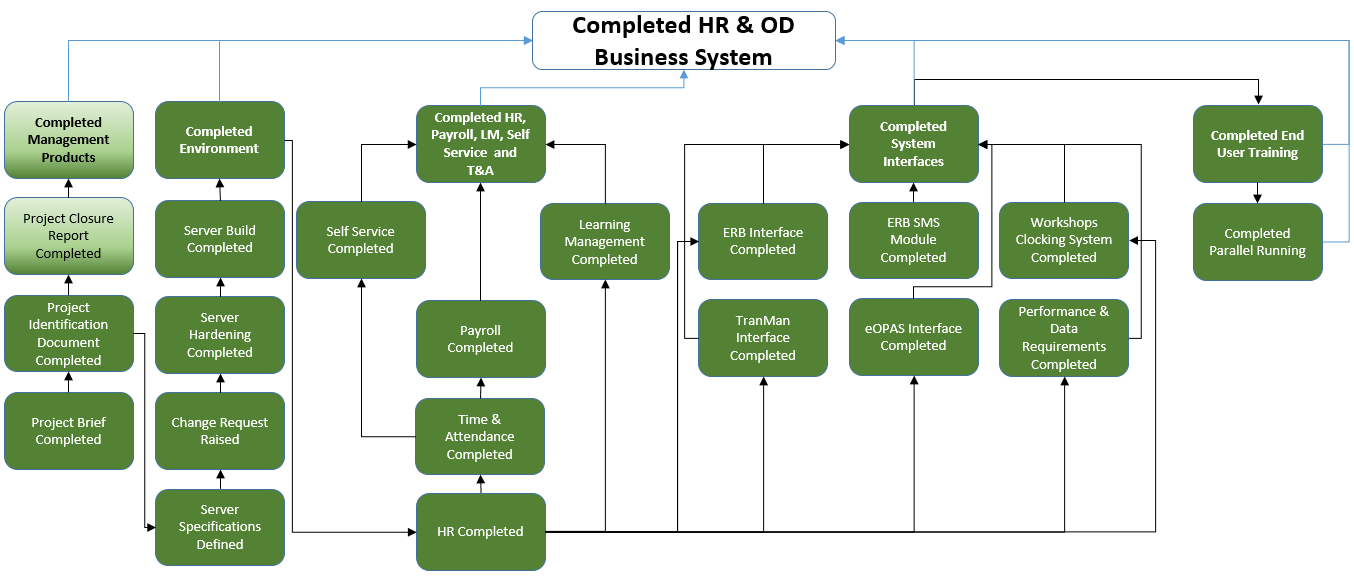 Completed HR & OD
Business System
Completed
Management
Products
Completed
Environment
Completed HR,
Payroll, LM, Self
Service and
T&A
Completed
System
Interfaces
Completed End
User Training
Project Closure
Report
Completed
Server Build
Completed
Self Service
Completed
Learning
Management
Completed
ERB Interface
Completed
ERB SMS
Module
Completed
Workshops
Clocking System
Completed
Completed
Parallel Running
Project
Identification
Document
Completed
Server
Hardening
Completed
Payroll
Completed
TranMan
Interface
Completed
eOPAS Interface
Completed
Performance &
Data
Requirements
Completed
Project Brief
Completed
Change Request
Raised
Time &
Attendance
Completed
Server
Specifications
Defined
HR Completed